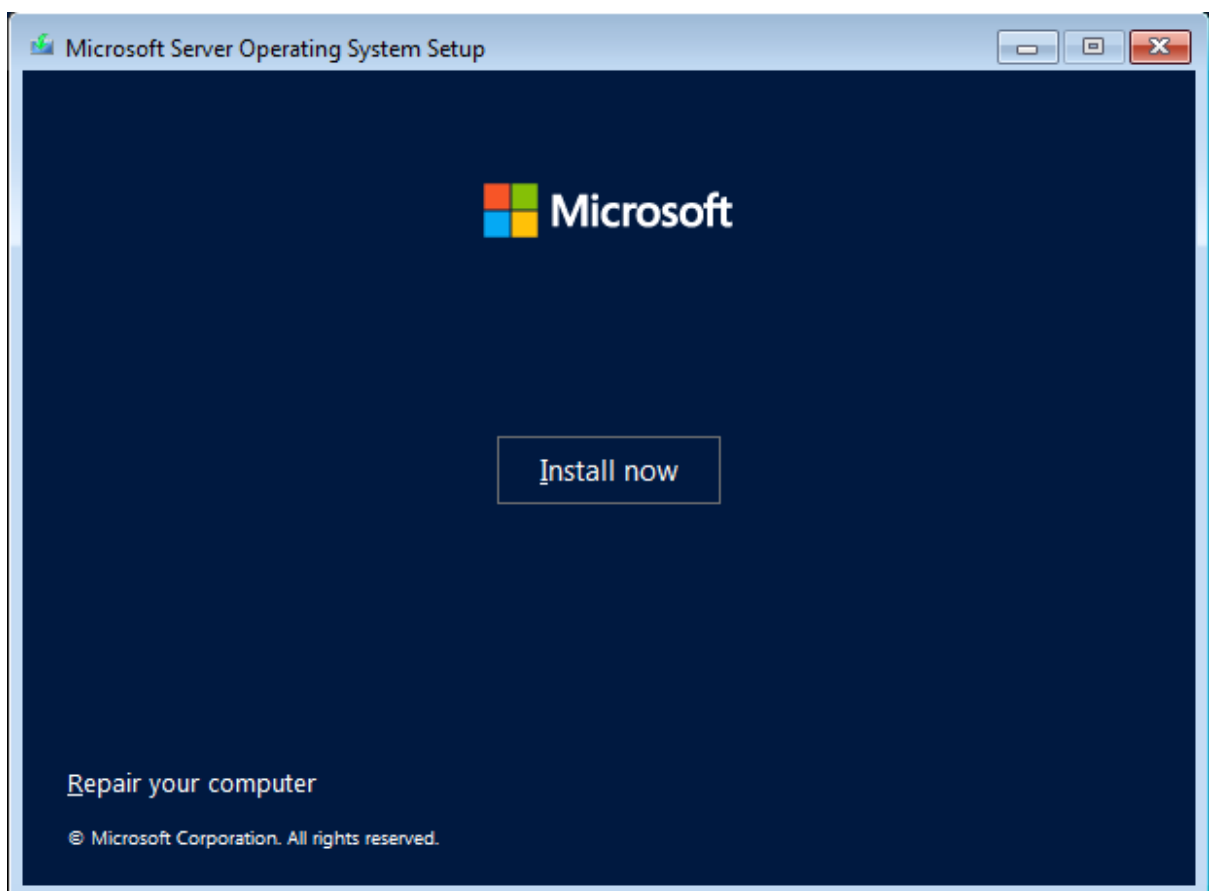 Microsoft Server Operating System Setup
Microsoft
Install now
Repair your computer
© Microsoft Corporation. All rights reserved.